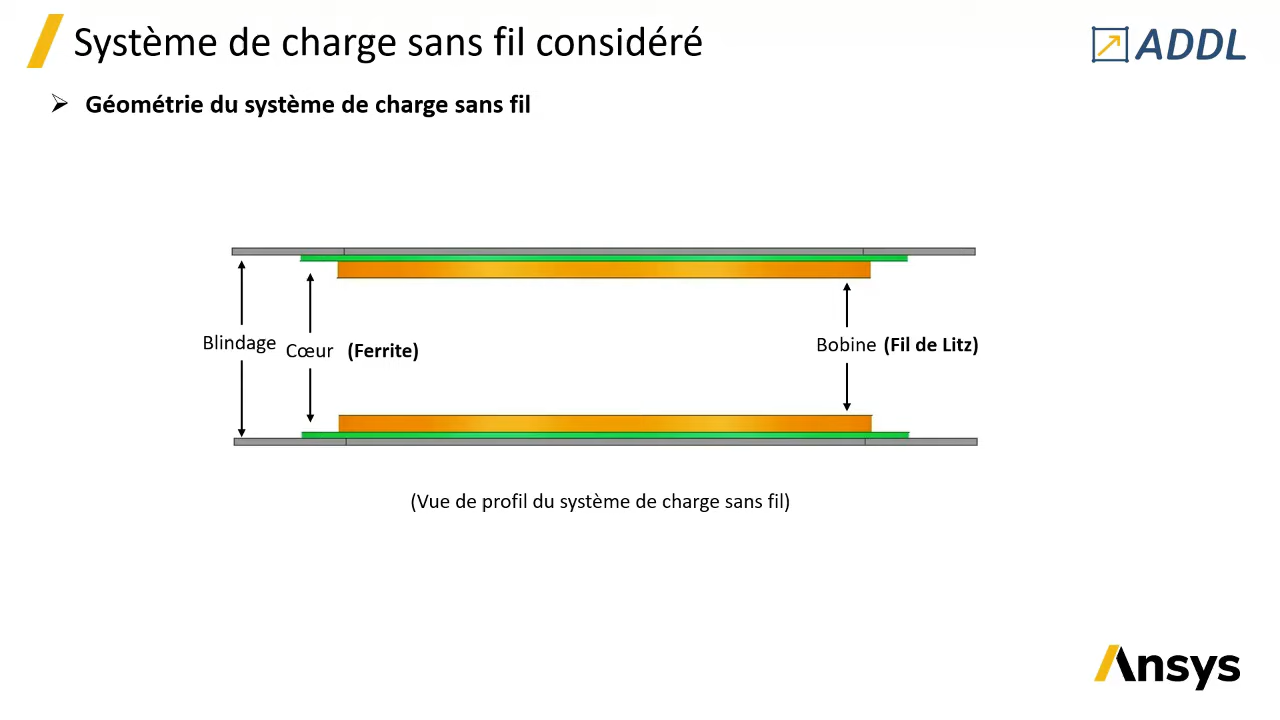 Système de charge sans fil considéré
ADDL
➢ Géométrie du système de charge sans fil
Blindage
Cœur (Ferrite)
Bobine (Fil de Litz)
(Vue de profil du système de charge sans fil)
Ansys